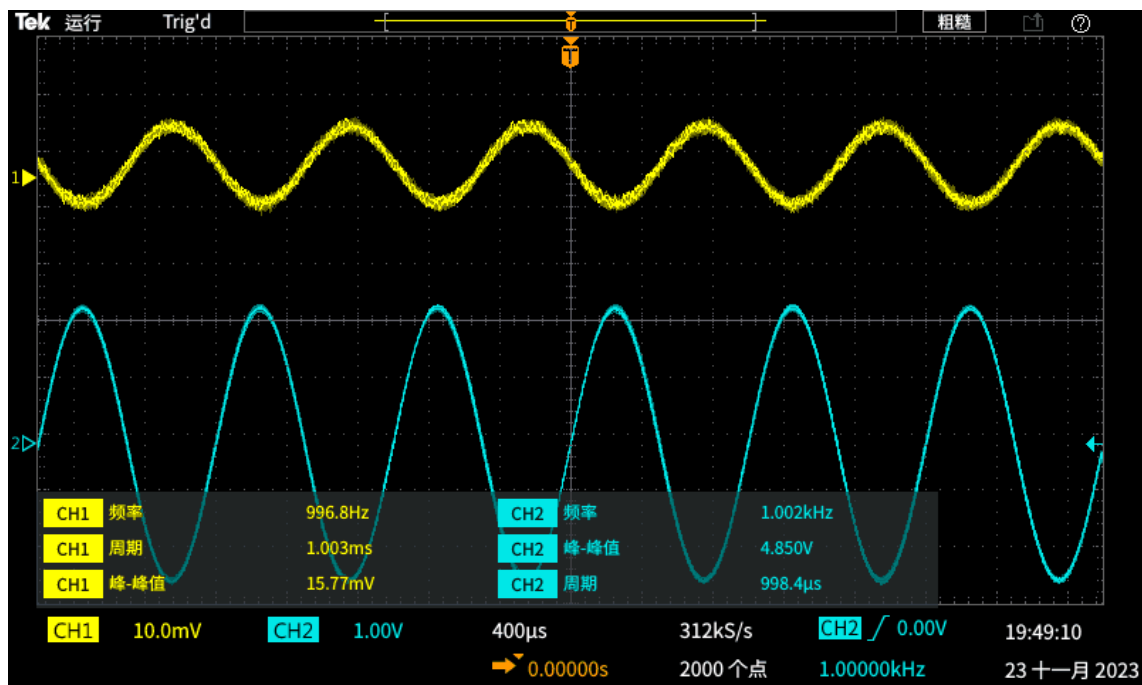 Tek 运行 Trig'd T 粗糙 ?
T
1
2
CH1 频率 996.8Hz CH2 频率 1.002kHz
CH1 周期 1.003ms CH2 峰-峰值 4.850V
CH1 峰-峰值 15.77mV CH2 周期 998.4µs
CH1 10.0mV CH2 1.00V 400µs 312kS/s CH2 0.00V 19:49:10
0.00000s 2000 个点 1.00000kHz 23 十一月 2023